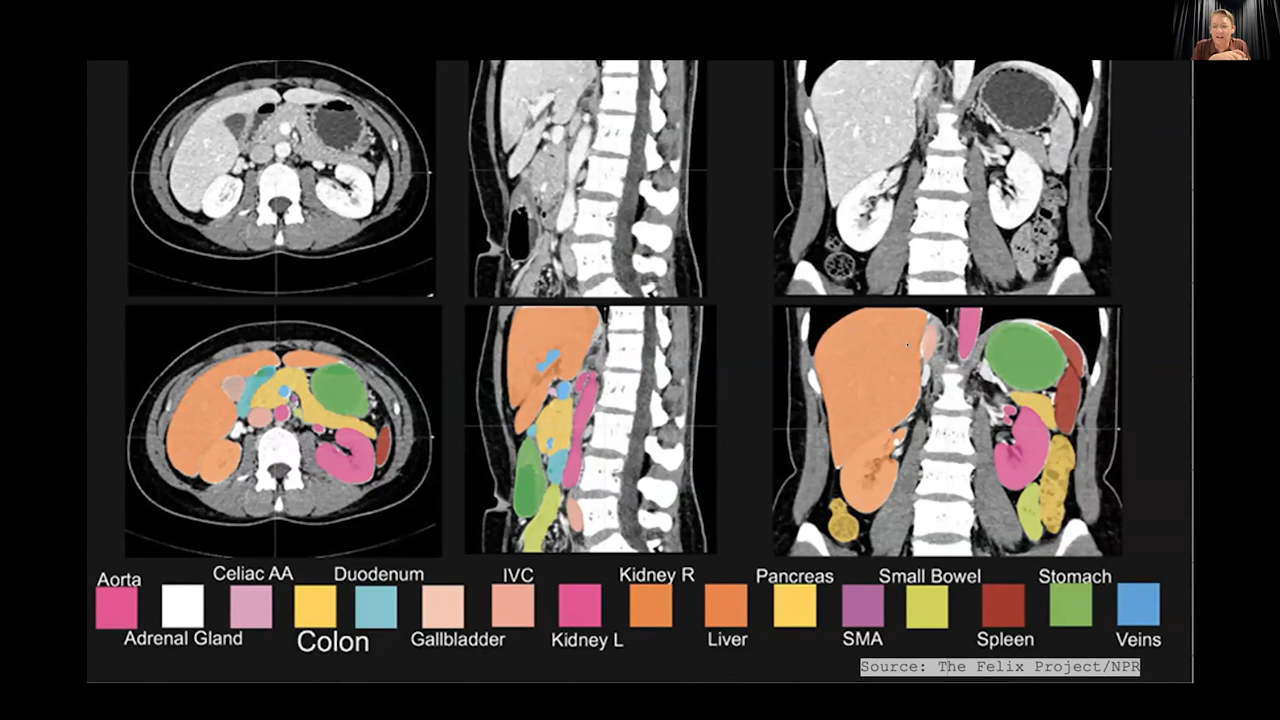 Aorta
Celiac AA
Duodenum
IVC
Kidney R
Pancreas
Small Bowel
Stomach
Adrenal Gland
Colon
Gallbladder
Kidney L
Liver
SMA
Spleen
Veins
Source: The Felix Project/NPR